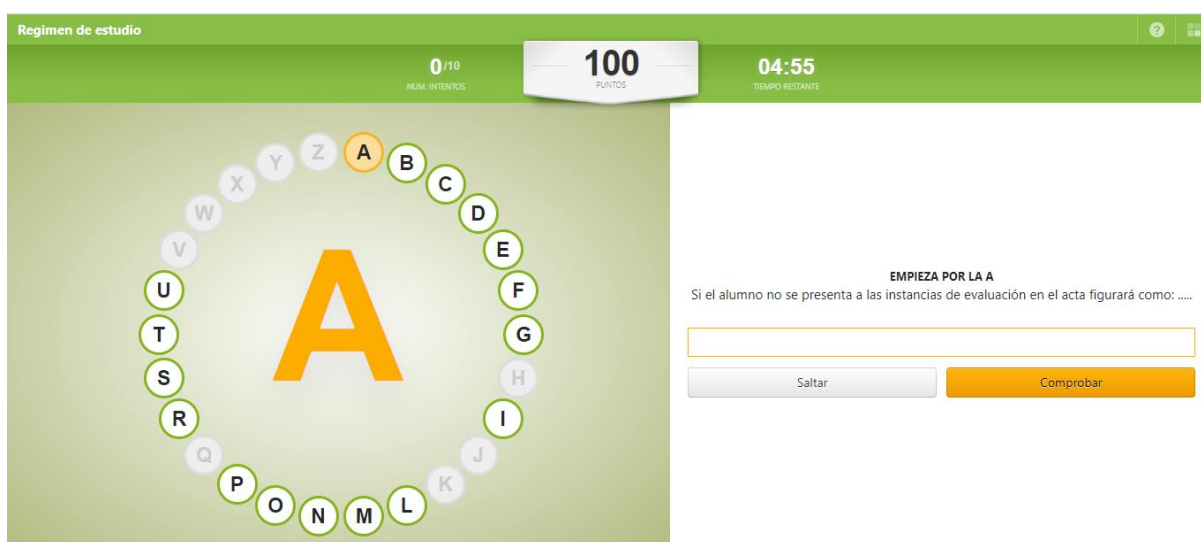 Regimen de estudio
?
0/10
NUM. INTENTOS
100
PUNTOS
04:55
TIEMPO RESTANTE
A
B
C
D
E
F
G
H
I
J
K
L
M
N
O
P
Q
R
S
T
U
V
W
X
Y
Z
A
EMPIEZA POR LA A
Si el alumno no se presenta a las instancias de evaluación en el acta figurará como: .....
Saltar
Comprobar